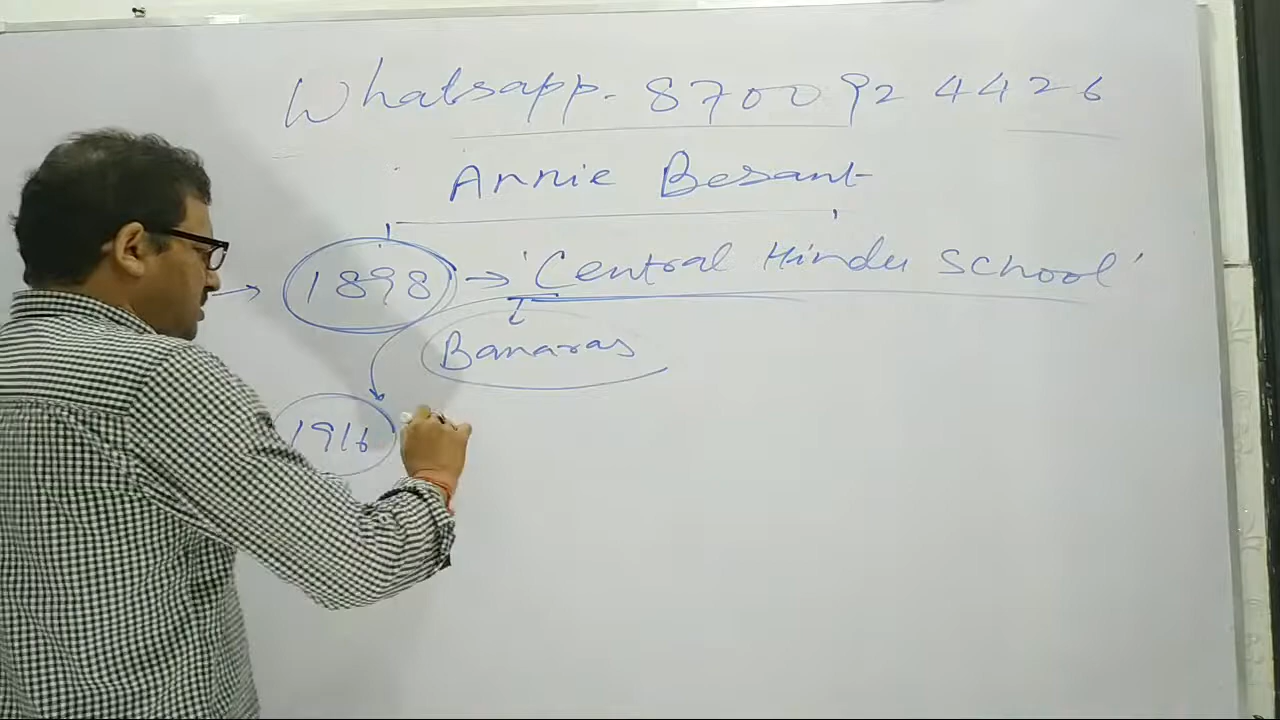 Whatsapp. 8700924426
Annie Besant
1898 → 'Central Hindu School'
Banaras
1916